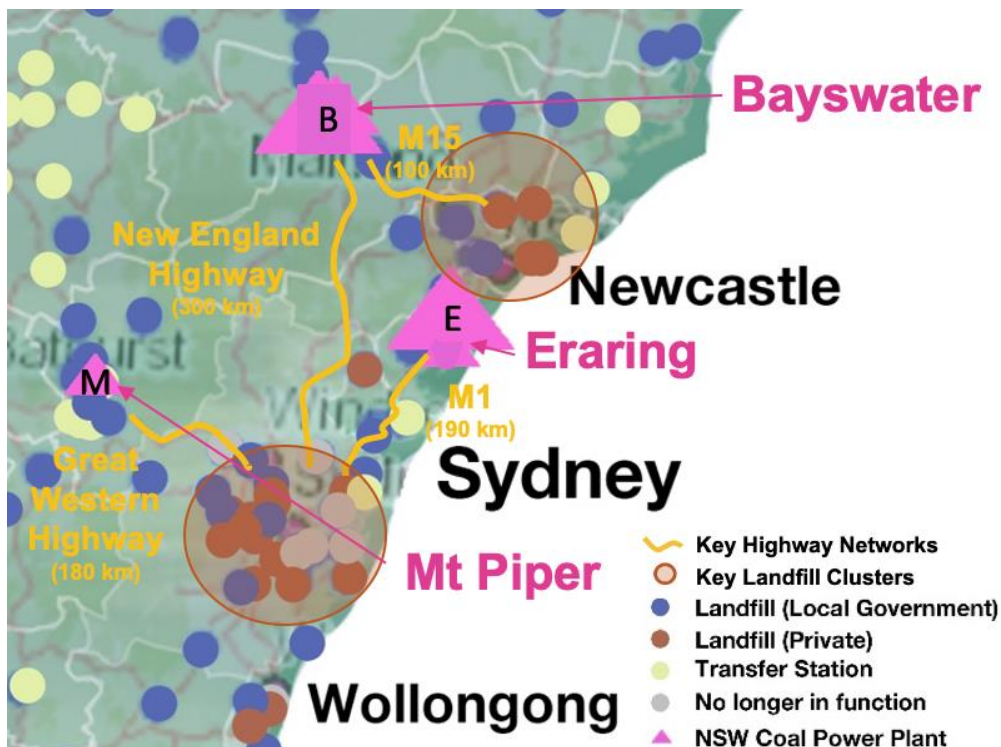 Bayswater
B
M15
(100 km)
New England
Highway
(300 km)
Newcastle
E
Eraring
Bathurst
M
M1
(190 km)
Great
Western
Highway
(180 km)
Sydney
Mt Piper
Key Highway Networks
Key Landfill Clusters
Landfill (Local Government)
Landfill (Private)
Transfer Station
No longer in function
NSW Coal Power Plant
Wollongong